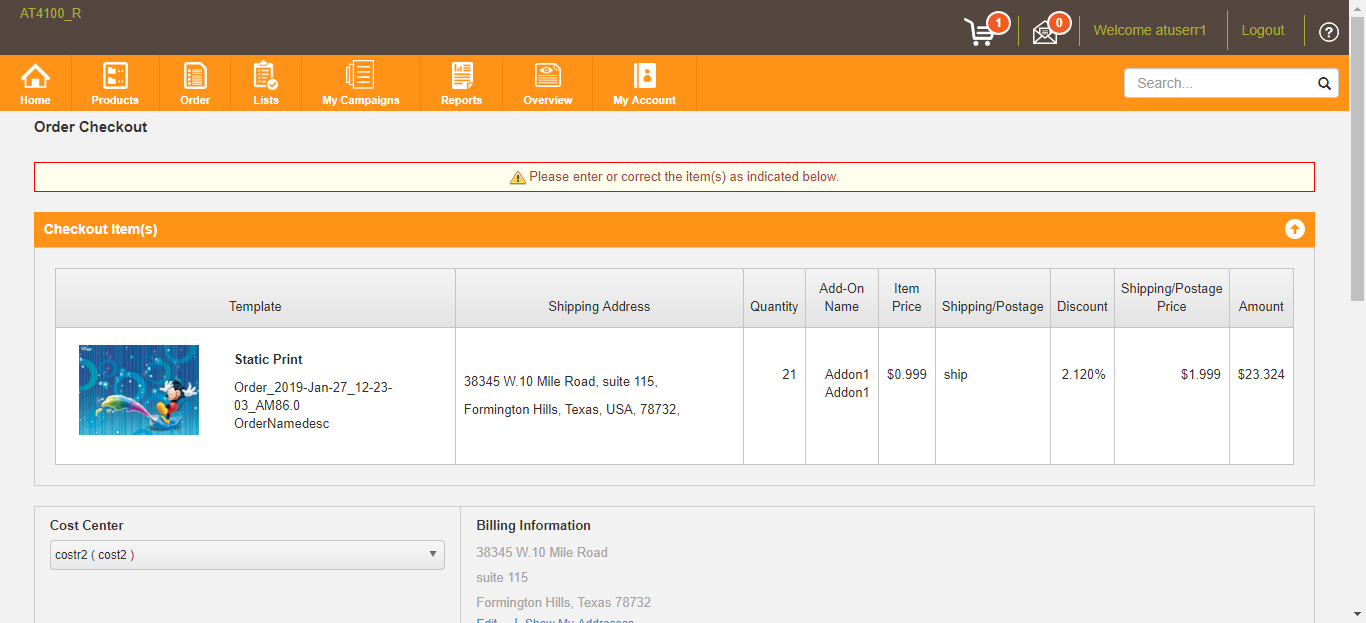 AT4100_R
1
0
Welcome atuserr1
Logout
?
Home
Products
Order
Lists
My Campaigns
Reports
Overview
My Account
Search...
Order Checkout
Please enter or correct the item(s) as indicated below.
Checkout Item(s)
Template
Shipping Address
Quantity
Add-On
Name
Item
Price
Shipping/Postage
Discount
Shipping/Postage
Price
Amount
Static Print
Order_2019-Jan-27_12-23-
03_AM86.0
OrderNamedesc
38345 W.10 Mile Road, suite 115,
Formington Hills, Texas, USA, 78732,
21
Addon1
Addon1
$0.999
ship
2.120%
$1.999
$23.324
Cost Center
costr2 ( cost2 )
Billing Information
38345 W.10 Mile Road
suite 115
Formington Hills, Texas 78732
Edit | Show My Addresses